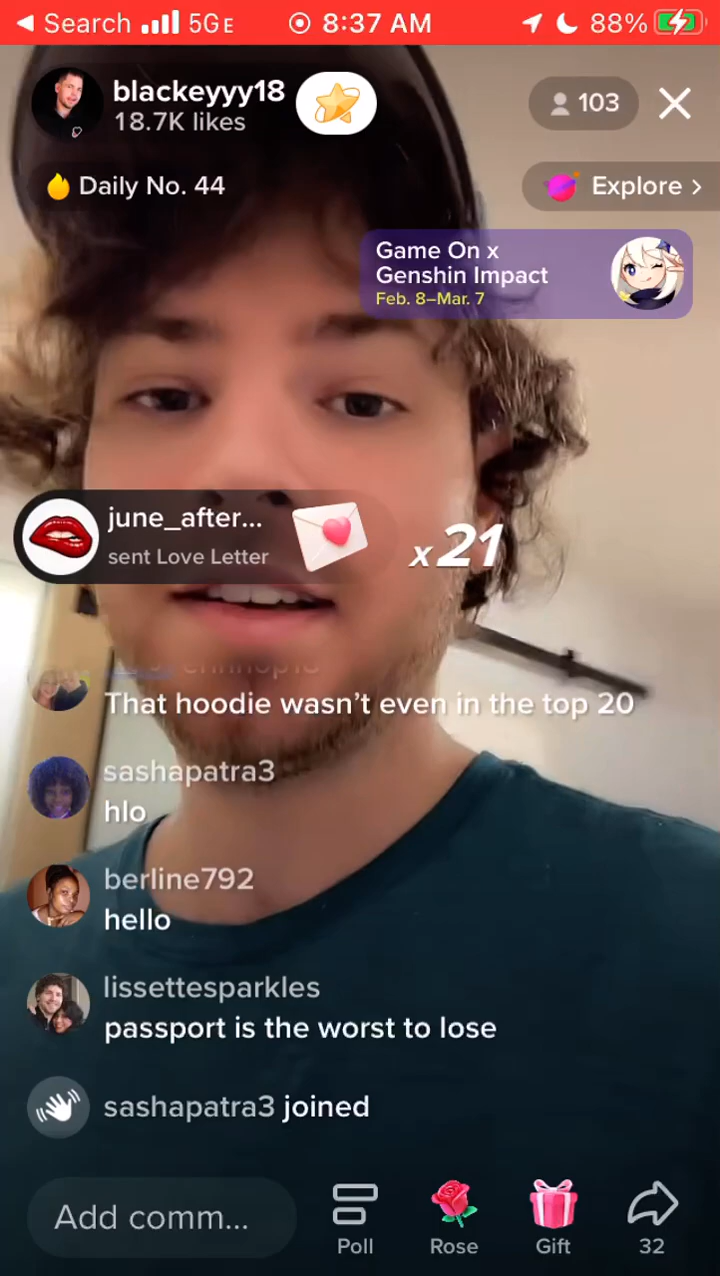 Search 5GE 8:37 AM 88%
blackeyyy18
18.7K likes
103
Daily No. 44
Explore >
Game On x
Genshin Impact
Feb. 8–Mar. 7
june_after...
sent Love Letter
x21
That hoodie wasn't even in the top 20
sashapatra3
hlo
berline792
hello
lissettesparkles
passport is the worst to lose
sashapatra3 joined
Add comm...
Poll
Rose
Gift
32